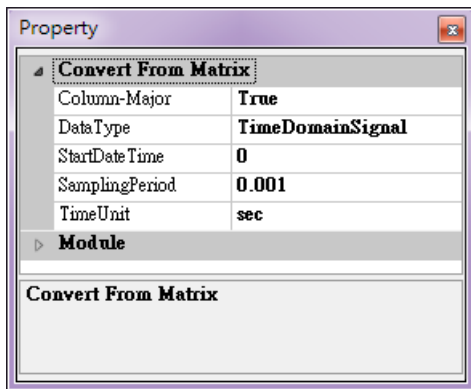 Property
Convert From Matrix
Column-Major True
DataType TimeDomainSignal
StartDateTime 0
SamplingPeriod 0.001
TimeUnit sec
Module
Convert From Matrix